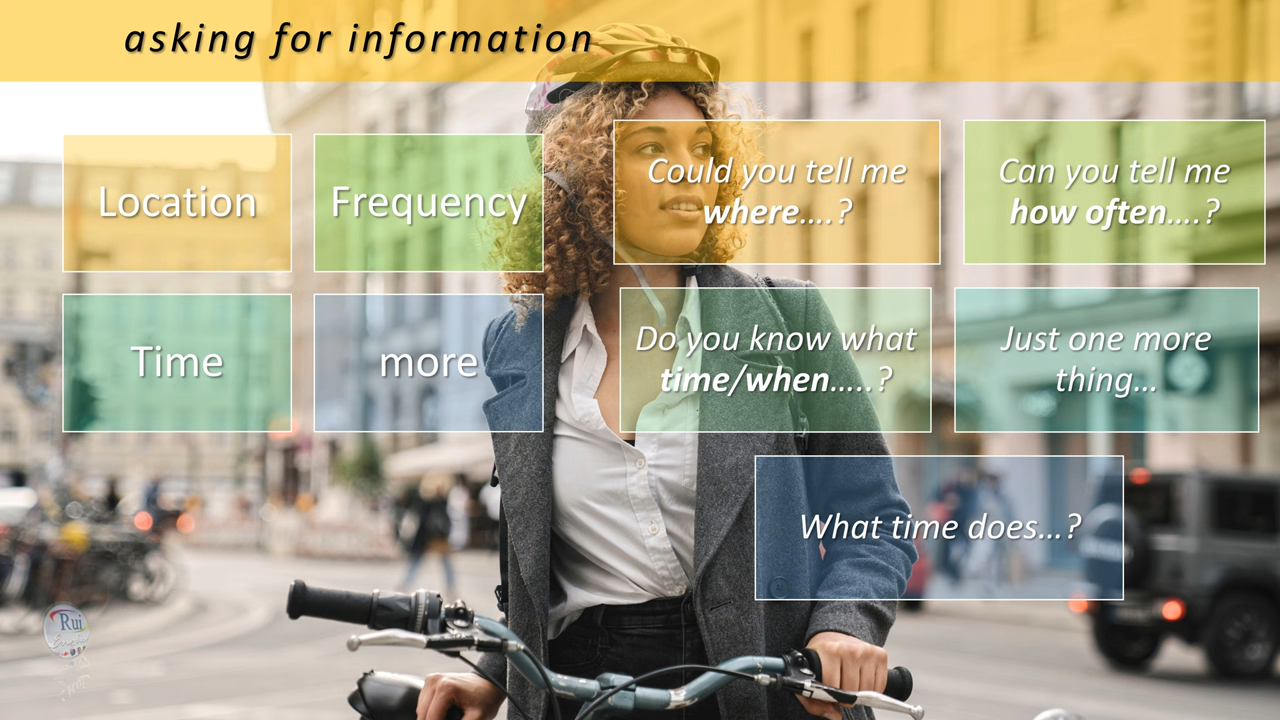 asking for information
Location
Frequency
Could you tell me
where….?
Can you tell me
how often….?
Time
more
Do you know what
time/when…..?
Just one more
thing…
What time does…?
Rui